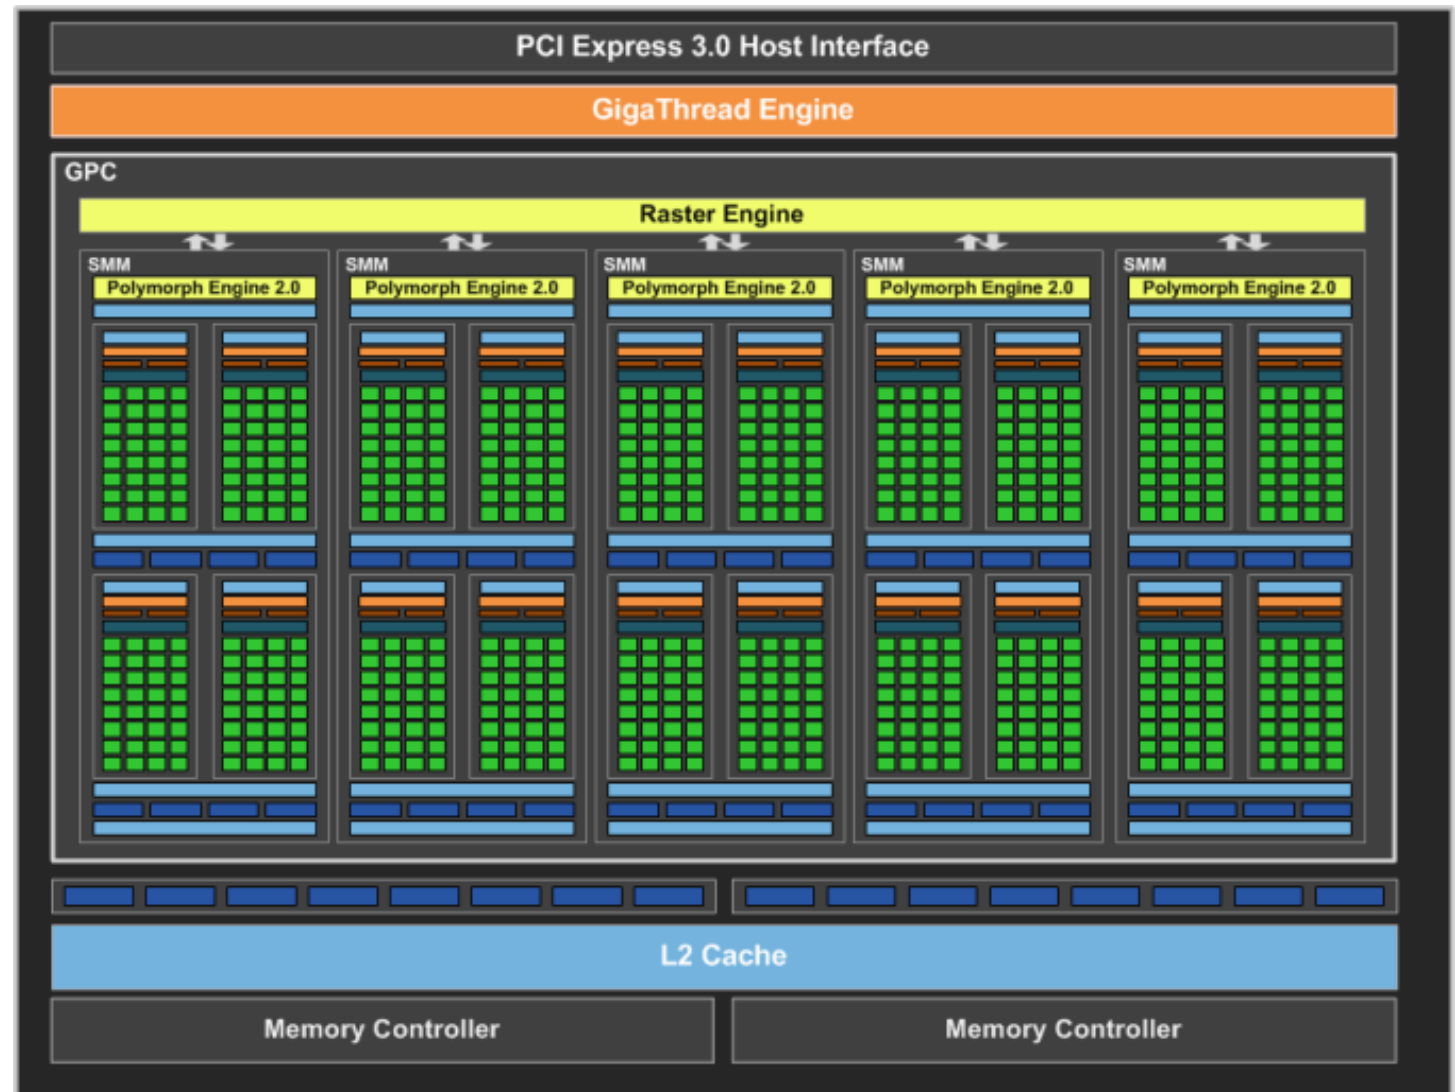 PCI Express 3.0 Host Interface
GigaThread Engine
GPC
Raster Engine
SMM
SMM
SMM
SMM
SMM
Polymorph Engine 2.0
Polymorph Engine 2.0
Polymorph Engine 2.0
Polymorph Engine 2.0
Polymorph Engine 2.0
L2 Cache
Memory Controller
Memory Controller